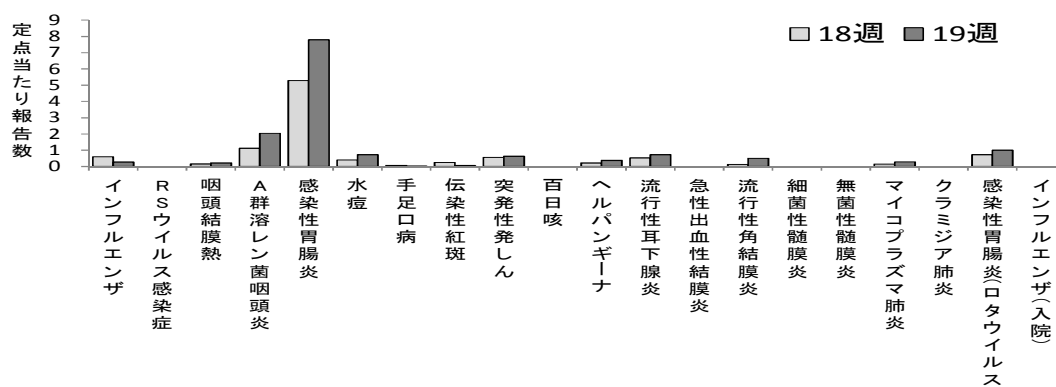 定点当たり報告数
9
8
7
6
5
4
3
2
1
0
18週 19週
インフルエンザ
RSウイルス感染症
咽頭結膜熱
A群溶レン菌咽頭炎
感染性胃腸炎
水痘
手足口病
伝染性紅斑
突発性発しん
百日咳
ヘルパンギーナ
流行性耳下腺炎
急性出血性結膜炎
流行性角結膜炎
細菌性髄膜炎
無菌性髄膜炎
マイコプラズマ肺炎
クラミジア肺炎
感染性胃腸炎(ロタウイルス
インフルエンザ(入院)